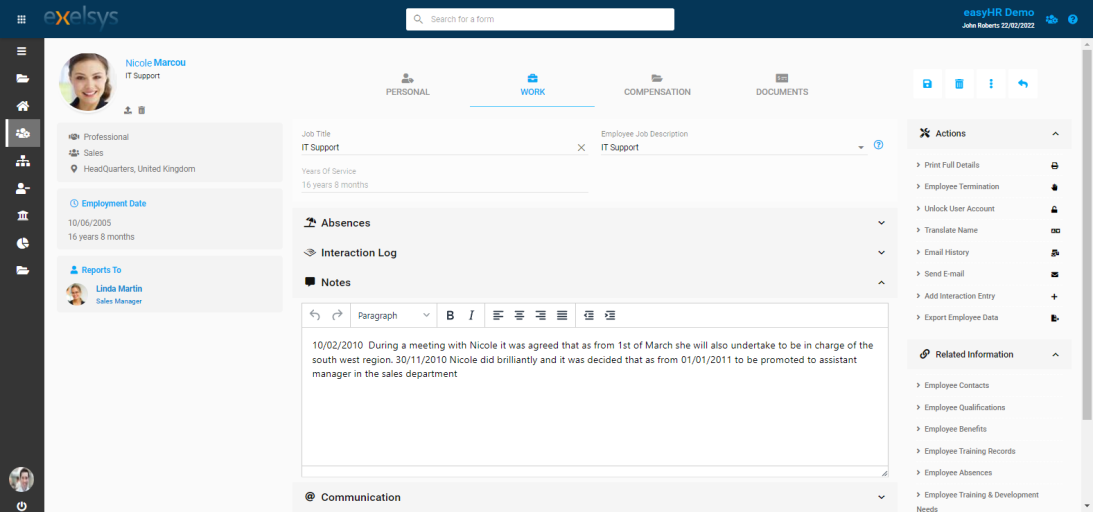 exelsys
Search for a form
easyHR Demo
John Roberts 22/02/2022
Nicole Marcou
IT Support
PERSONAL
WORK
COMPENSATION
DOCUMENTS
Professional
Sales
HeadQuarters, United Kingdom
Employment Date
10/06/2005
16 years 8 months
Reports To
Linda Martin
Sales Manager
Job Title
IT Support
Employee Job Description
IT Support
Years Of Service
16 years 8 months
Absences
Interaction Log
Notes
Paragraph
B I
10/02/2010 During a meeting with Nicole it was agreed that as from 1st of March she will also undertake to be in charge of the
south west region. 30/11/2010 Nicole did brilliantly and it was decided that as from 01/01/2011 to be promoted to assistant
manager in the sales department
Communication
Actions
Print Full Details
Employee Termination
Unlock User Account
Translate Name
Email History
Send E-mail
Add Interaction Entry
Export Employee Data
Related Information
Employee Contacts
Employee Qualifications
Employee Benefits
Employee Training Records
Employee Absences
Employee Training & Development
Needs